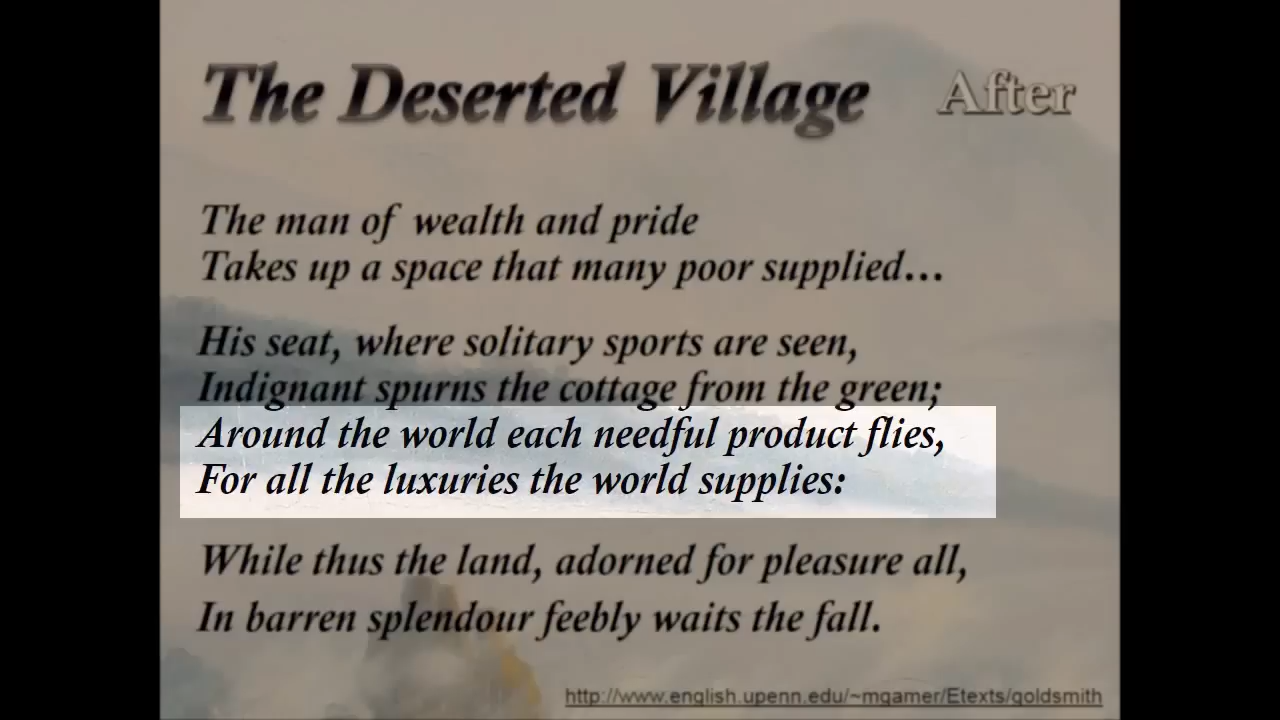 The Deserted Village After
The man of wealth and pride
Takes up a space that many poor supplied...
His seat, where solitary sports are seen,
Indignant spurns the cottage from the green;
Around the world each needful product flies,
For all the luxuries the world supplies:
While thus the land, adorned for pleasure all,
In barren splendour feebly waits the fall.
http://www.english.upenn.edu/~mgamer/Etexts/goldsmith